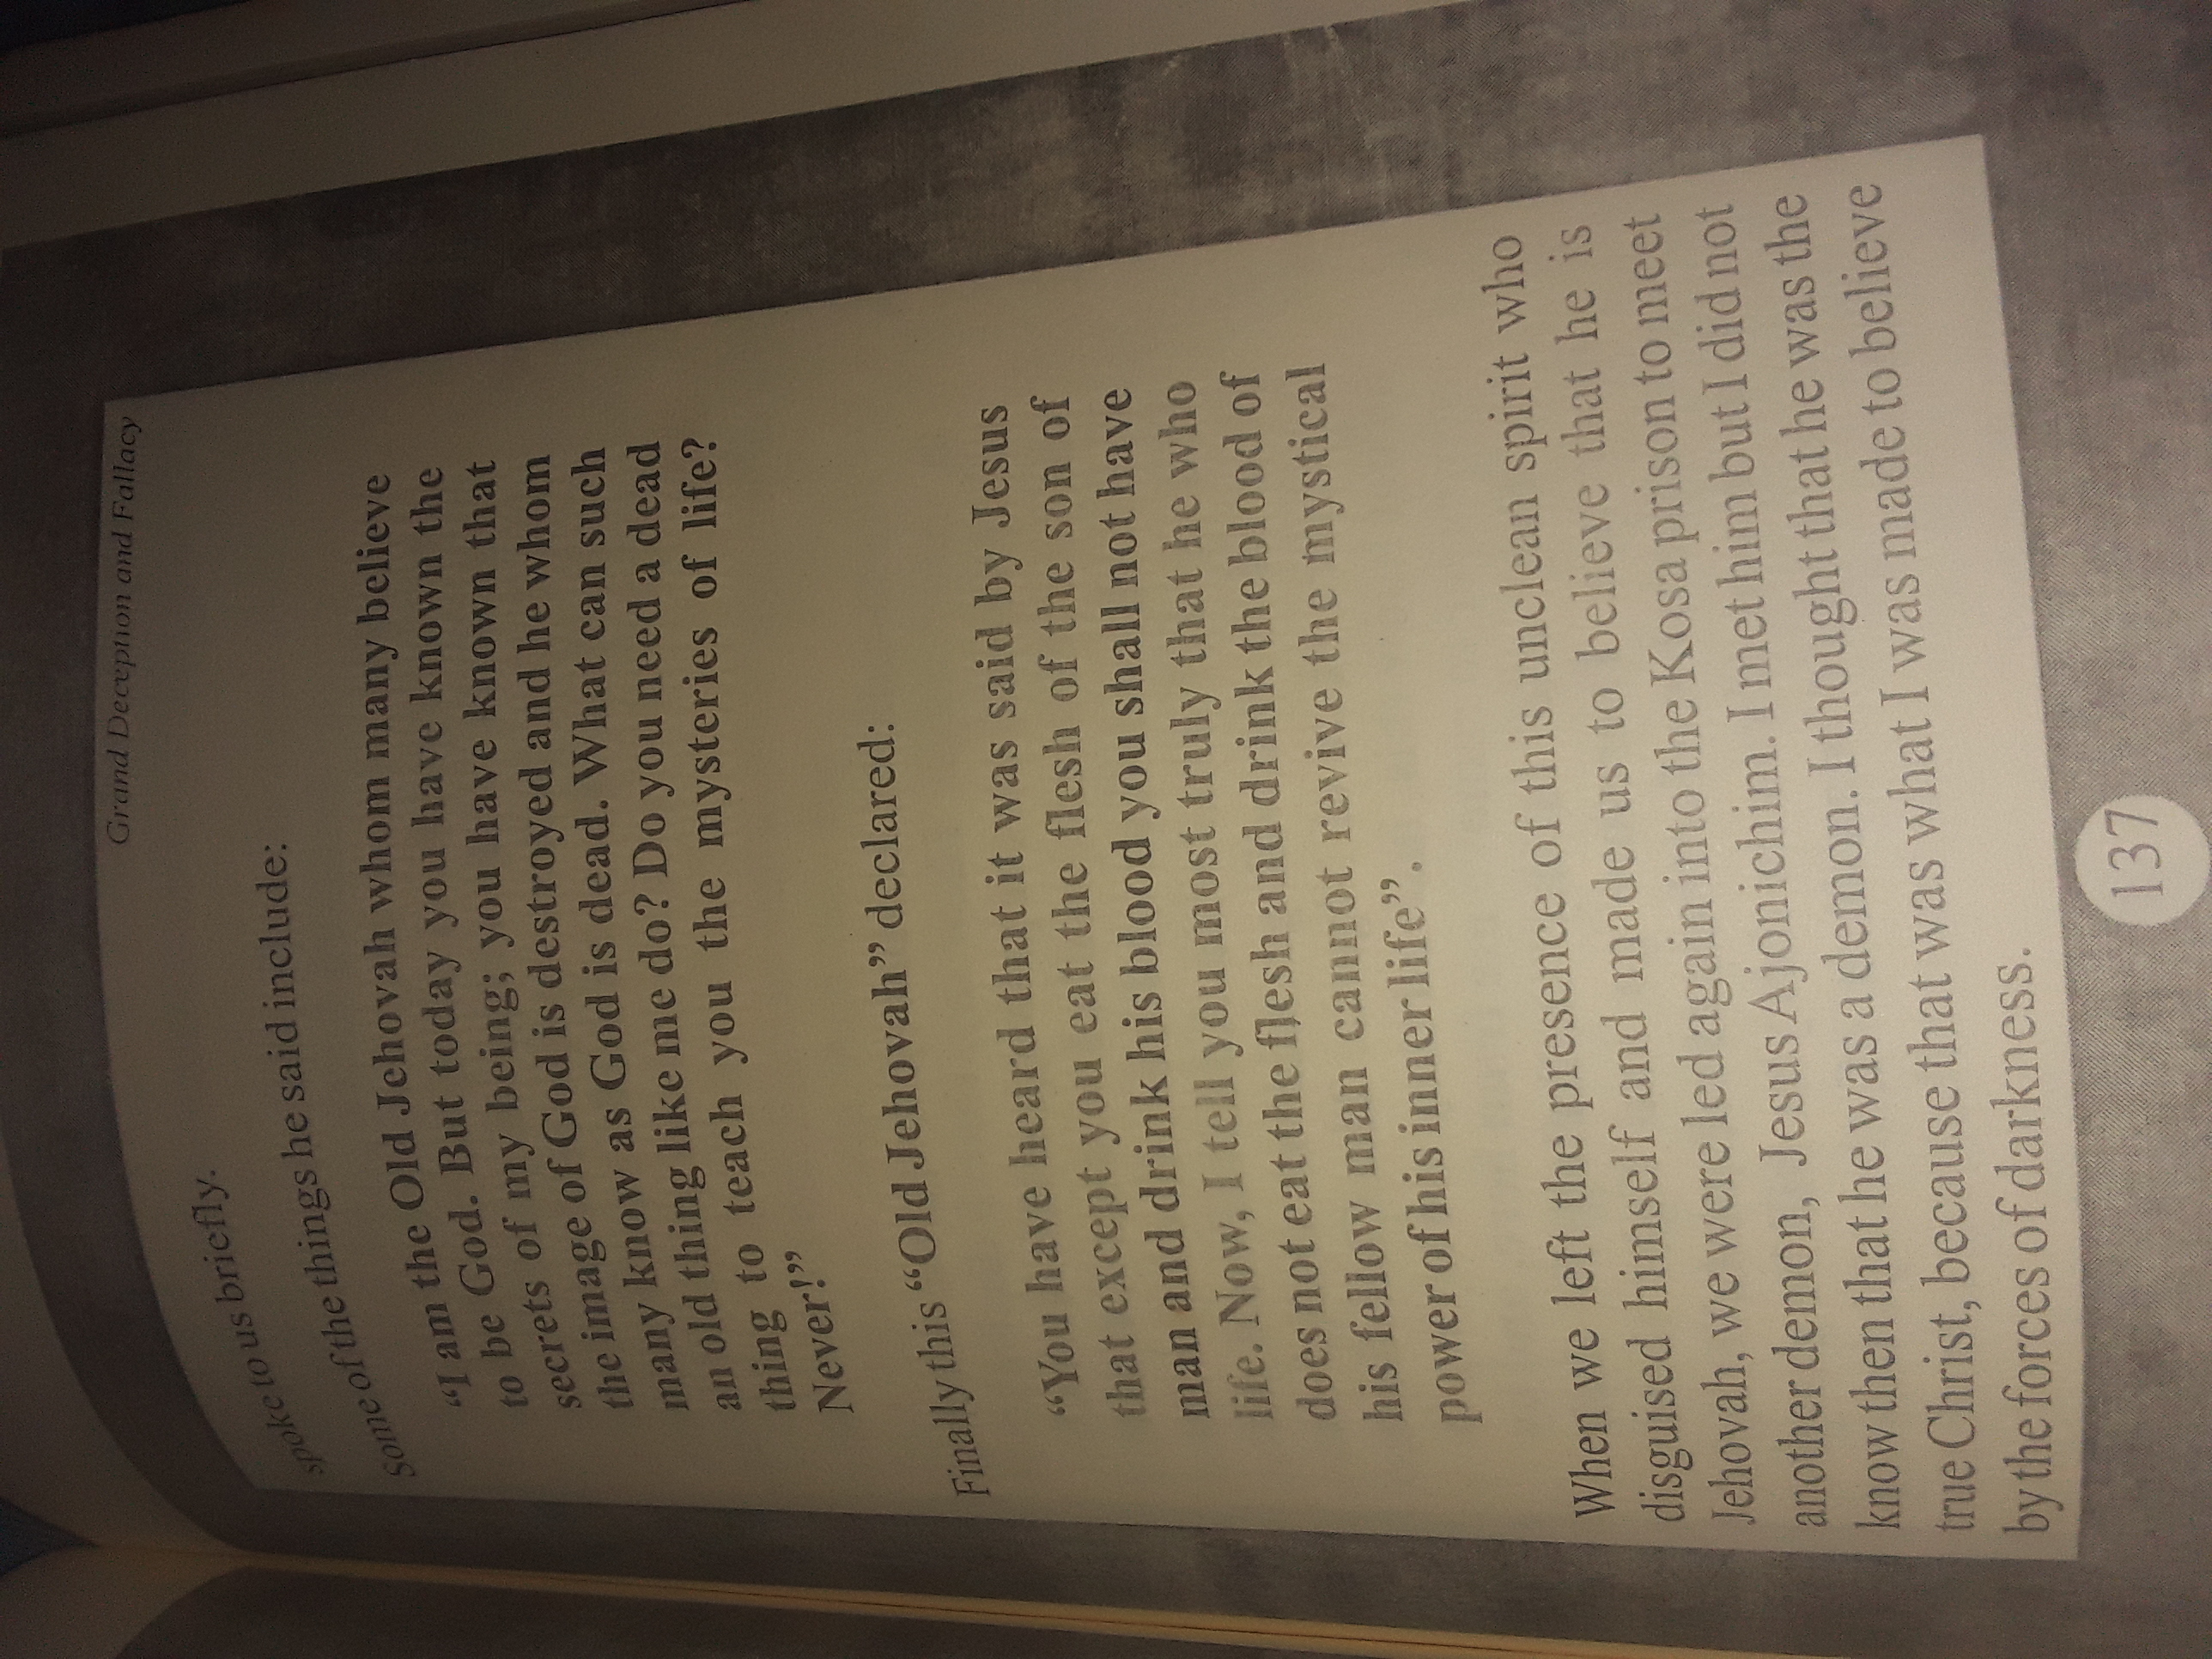 Grand Deception and Fallacy
spoke to us briefly.
Some of the things he said include:
“I am the Old Jehovah whom many believe
to be God. But today you have known the
secrets of my being; you have known that
the image of God is destroyed and he whom
many know as God is dead. What can such
an old thing like me do? Do you need a dead
thing to teach you the mysteries of life?
Never!”
Finally this “Old Jehovah” declared:
“You have heard that it was said by Jesus
that except you eat the flesh of the son of
man and drink his blood you shall not have
life. Now, I tell you most truly that he who
does not eat the flesh and drink the blood of
his fellow man cannot revive the mystical
power of his inner life”.
When we left the presence of this unclean spirit who
disguised himself and made us to believe that he is
Jehovah, we were led again into the Kosa prison to meet
another demon, Jesus Ajonichim. I met him but I did not
know then that he was a demon. I thought that he was the
true Christ, because that was what I was made to believe
by the forces of darkness.
137